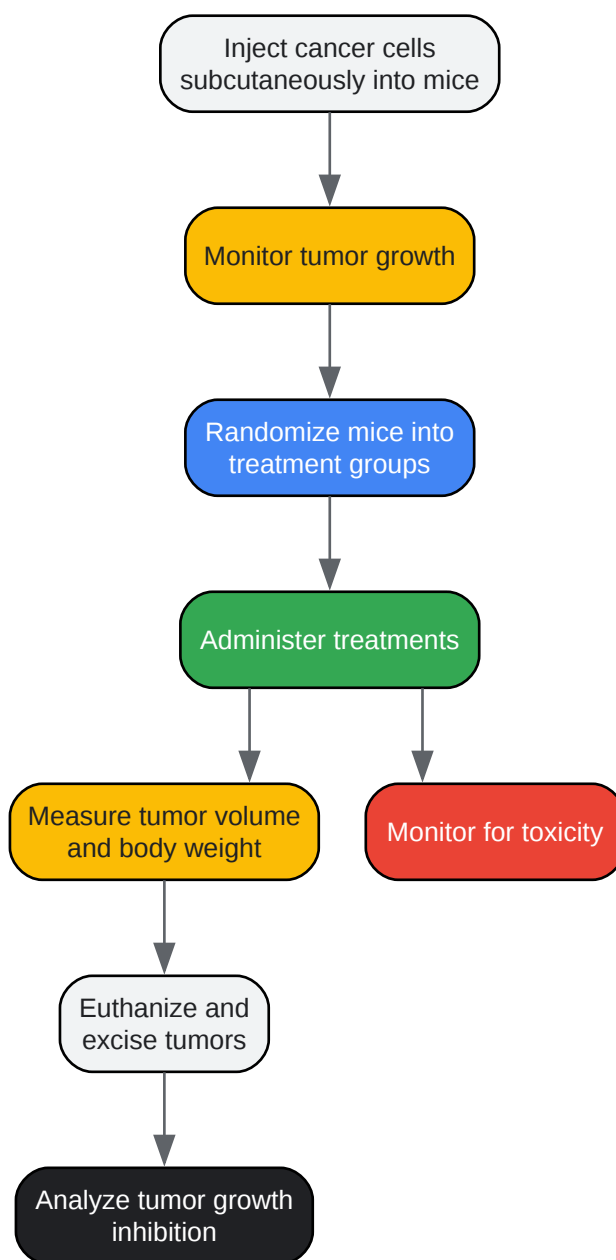 Inject cancer cells
subcutaneously into mice
Monitor tumor growth
Randomize mice into
treatment groups
Administer treatments
Measure tumor volume
and body weight
Monitor for toxicity
Euthanize and
excise tumors
Analyze tumor growth
inhibition